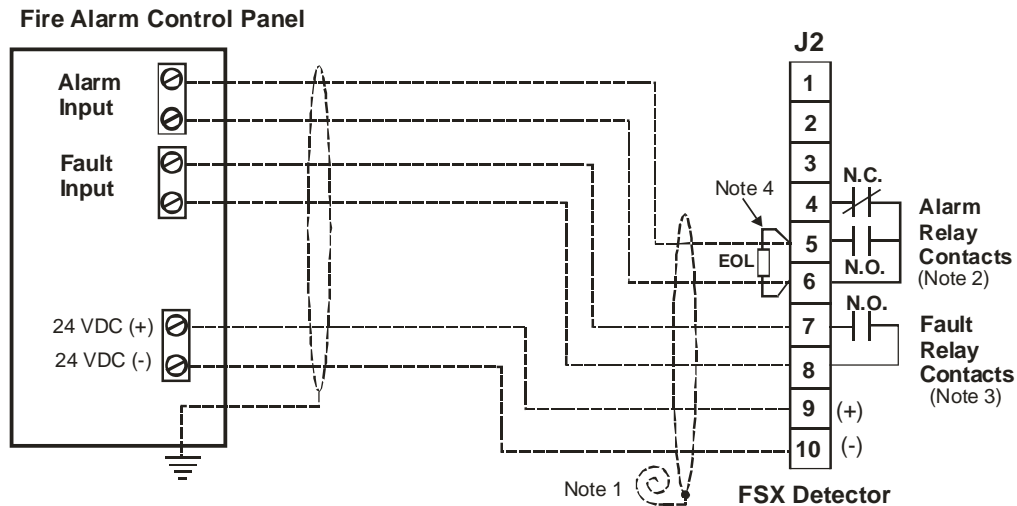 Fire Alarm Control Panel
Alarm
Input
Fault
Input
24 VDC (+)
24 VDC (-)
J2
1
2
3
4
5
6
7
8
9
10
(+)
(-)
N.C.
N.O.
N.O.
Alarm
Relay
Contacts
(Note 2)
Fault
Relay
Contacts
(Note 3)
Note 4
EOL
Note 1
FSX Detector